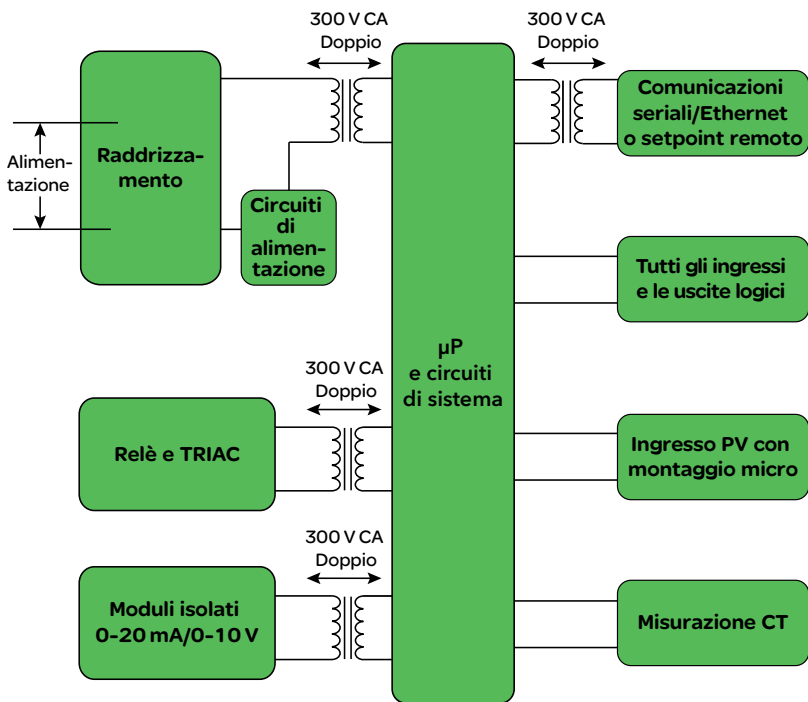 300 V CA
Doppio
300 V CA
Doppio
Raddrizza-
mento
Alimen-
tazione
Circuiti
di
alimen-
tazione
Comunicazioni
seriali/Ethernet
o setpoint remoto
Tutti gli ingressi
e le uscite logici
µP
e circuiti
di sistema
300 V CA
Doppio
Relè e TRIAC
Ingresso PV con
montaggio micro
300 V CA
Doppio
Moduli isolati
0-20 mA/0-10 V
Misurazione CT